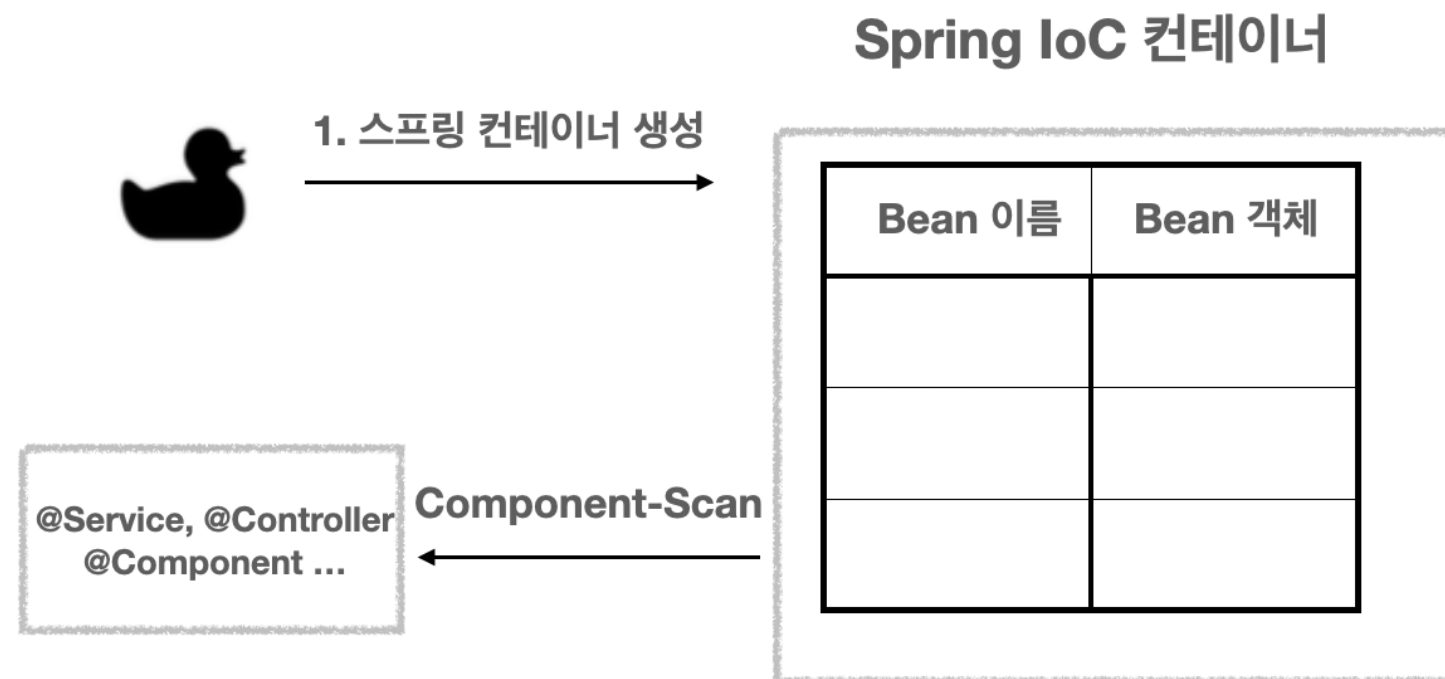 Spring IoC 컨테이너
1. 스프링 컨테이너 생성
Bean 이름
Bean 객체
Component-Scan
@Service, @Controller
@Component ...